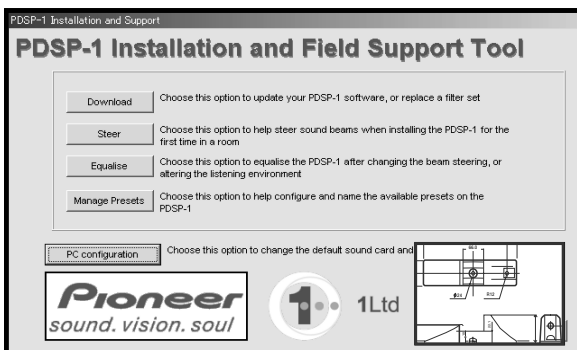 PDSP-1 Installation and Support
PDSP-1 Installation and Field Support Tool
Download
Choose this option to update your PDSP-1 software, or replace a filter set
Steer
Choose this option to help steer sound beams when installing the PDSP-1 for the
first time in a room
Equalise
Choose this option to equalise the PDSP-1 after changing the beam steering, or
altering the listening environment
Manage Presets
Choose this option to help configure and name the available presets on the
PDSP-1
PC configuration
Choose this option to change the default sound card and
Pioneer
sound. vision. soul
1
1Ltd
R12